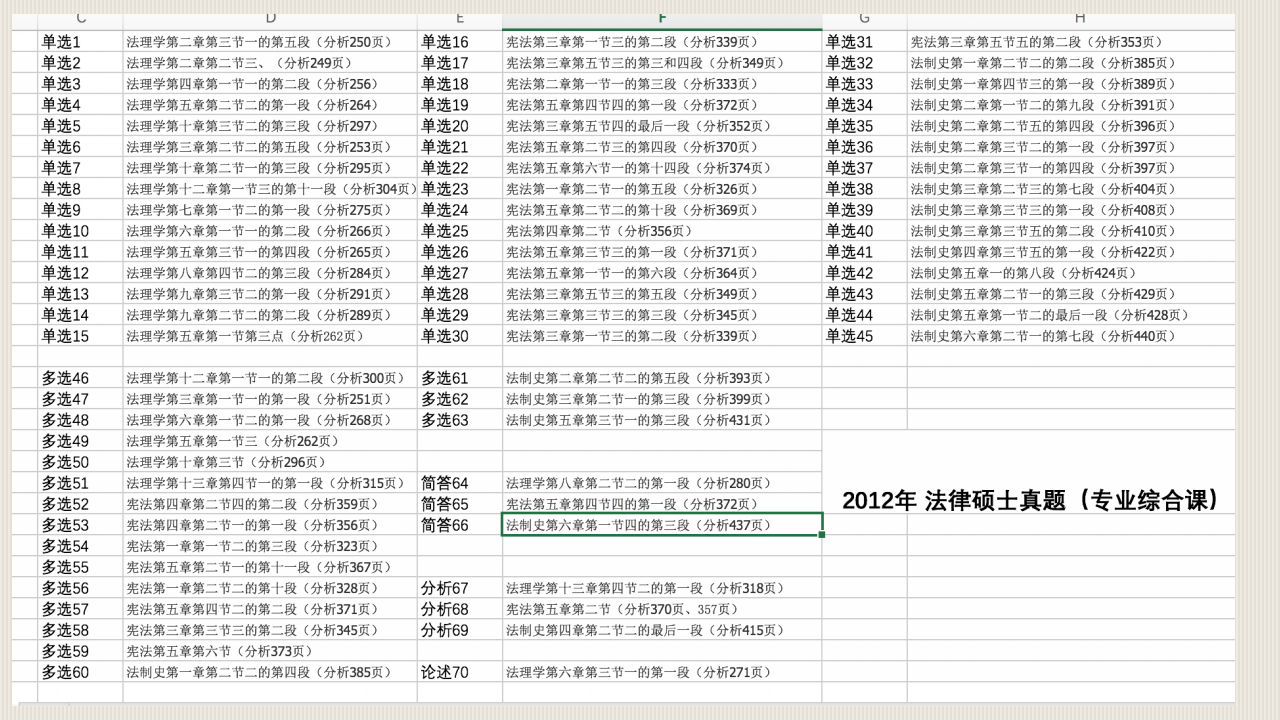 C D E F G H
单选1 法理学第二章第三节一的第五段（分析250页） 单选16 宪法第三章第一节三的第二段（分析339页） 单选31 宪法第三章第五节五的第二段（分析353页）
单选2 法理学第二章第二节三、（分析249页） 单选17 宪法第三章第五节三的第三和四段（分析349页） 单选32 法制史第一章第二节二的第二段（分析385页）
单选3 法理学第四章第一节一的第二段（分析256） 单选18 宪法第二章第一节一的第三段（分析333页） 单选33 法制史第一章第四节三的第一段（分析389页）
单选4 法理学第五章第二节二的第一段（分析264） 单选19 宪法第五章第四节四的第一段（分析372页） 单选34 法制史第二章第一节二的第九段（分析391页）
单选5 法理学第十章第三节二的第三段（分析297） 单选20 宪法第三章第五节四的最后一段（分析352页） 单选35 法制史第二章第二节五的第四段（分析396页）
单选6 法理学第三章第二节二的第五段（分析253页） 单选21 宪法第五章第二节三的第四段（分析370页） 单选36 法制史第二章第三节二的第一段（分析397页）
单选7 法理学第十章第二节一的第三段（分析295页） 单选22 宪法第五章第六节一的第十四段（分析374页） 单选37 法制史第二章第三节一的第四段（分析397页）
单选8 法理学第十二章第一节三的第十一段（分析304页） 单选23 宪法第一章第二节一的第五段（分析326页） 单选38 法制史第三章第二节三的第七段（分析404页）
单选9 法理学第七章第一节二的第一段（分析275页） 单选24 宪法第五章第二节二的第十段（分析369页） 单选39 法制史第三章第三节三的第一段（分析408页）
单选10 法理学第六章第一节一的第二段（分析266页） 单选25 宪法第四章第二节（分析356页） 单选40 法制史第三章第三节五的第二段（分析410页）
单选11 法理学第五章第三节一的第四段（分析265页） 单选26 宪法第五章第三节三的第一段（分析371页） 单选41 法制史第四章第三节五的第一段（分析422页）
单选12 法理学第八章第四节二的第三段（分析284页） 单选27 宪法第五章第一节一的第六段（分析364页） 单选42 法制史第五章一的第八段（分析424页）
单选13 法理学第九章第三节二的第一段（分析291页） 单选28 宪法第三章第五节三的第五段（分析349页） 单选43 法制史第五章第二节一的第三段（分析429页）
单选14 法理学第九章第二节二的第二段（分析289页） 单选29 宪法第三章第三节三的第三段（分析345页） 单选44 法制史第五章第一节二的最后一段（分析428页）
单选15 法理学第五章第一节第三点（分析262页） 单选30 宪法第三章第一节三的第二段（分析339页） 单选45 法制史第六章第二节一的第七段（分析440页）
多选46 法理学第十二章第一节一的第二段（分析300页） 多选61 法制史第二章第二节二的第五段（分析393页）
多选47 法理学第三章第一节一的第一段（分析251页） 多选62 法制史第三章第二节一的第二段（分析399页）
多选48 法理学第六章第一节二的第一段（分析268页） 多选63 法制史第五章第三节一的第三段（分析431页）
多选49 法理学第五章第一节三（分析262页）
多选50 法理学第十章第三节（分析296页）
多选51 法理学第十三章第四节一的第一段（分析315页） 简答64 法理学第八章第二节二的第一段（分析280页）
多选52 宪法第四章第二节四的第二段（分析359页） 简答65 宪法第五章第四节四的第一段（分析372页） 2012年 法律硕士真题（专业综合课）
多选53 宪法第四章第二节一的第一段（分析356页） 简答66 法制史第六章第一节四的第三段（分析437页）
多选54 宪法第一章第一节二的第三段（分析323页）
多选55 宪法第五章第二节一的第十一段（分析367页）
多选56 宪法第一章第二节二的第十段（分析328页） 分析67 法理学第十三章第四节二的第一段（分析318页）
多选57 宪法第五章第四节二的第二段（分析371页） 分析68 宪法第五章第二节（分析370页、357页）
多选58 宪法第三章第三节三的第二段（分析345页） 分析69 法制史第四章第二节二的最后一段（分析415页）
多选59 宪法第五章第六节（分析373页）
多选60 法制史第一章第二节二的第四段（分析385页） 论述70 法理学第六章第三节一的第一段（分析271页）